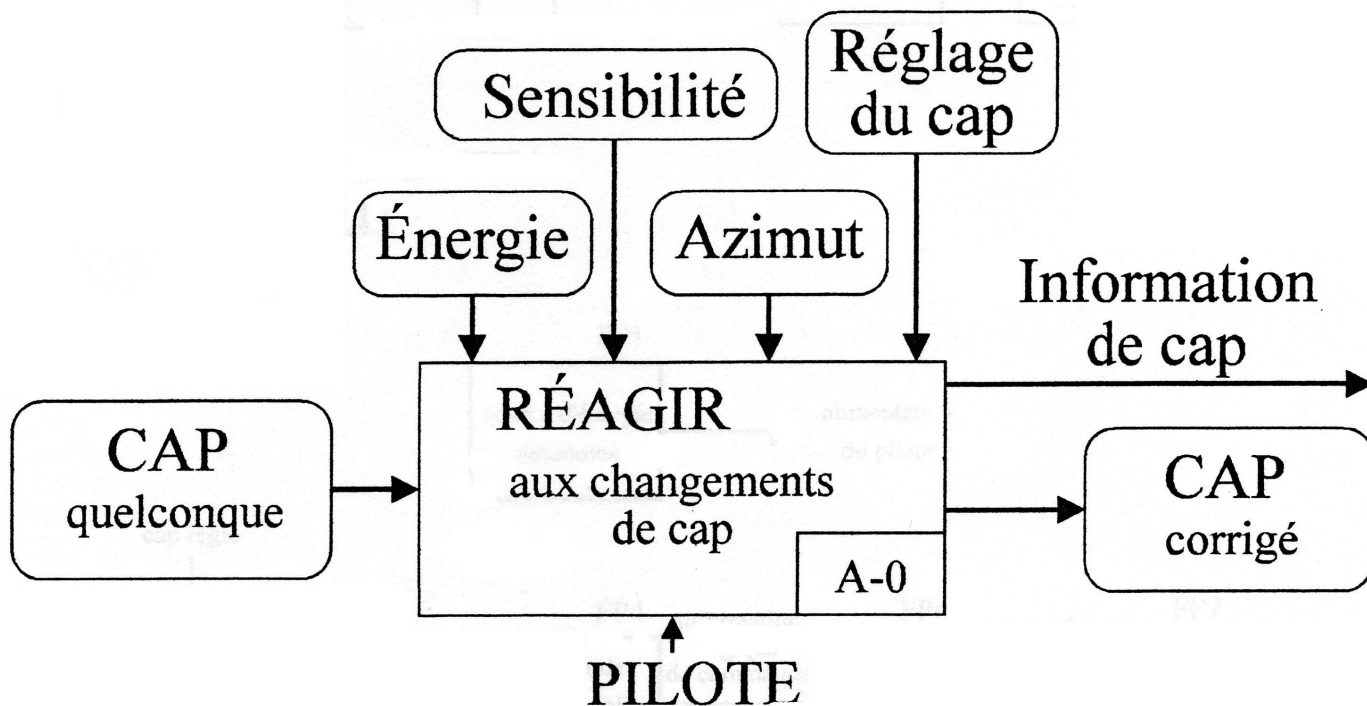 Sensibilité
Réglage
du cap
Énergie
Azimut
Information
de cap
CAP
quelconque
RÉAGIR
aux changements
de cap
A-0
CAP
corrigé
PILOTE